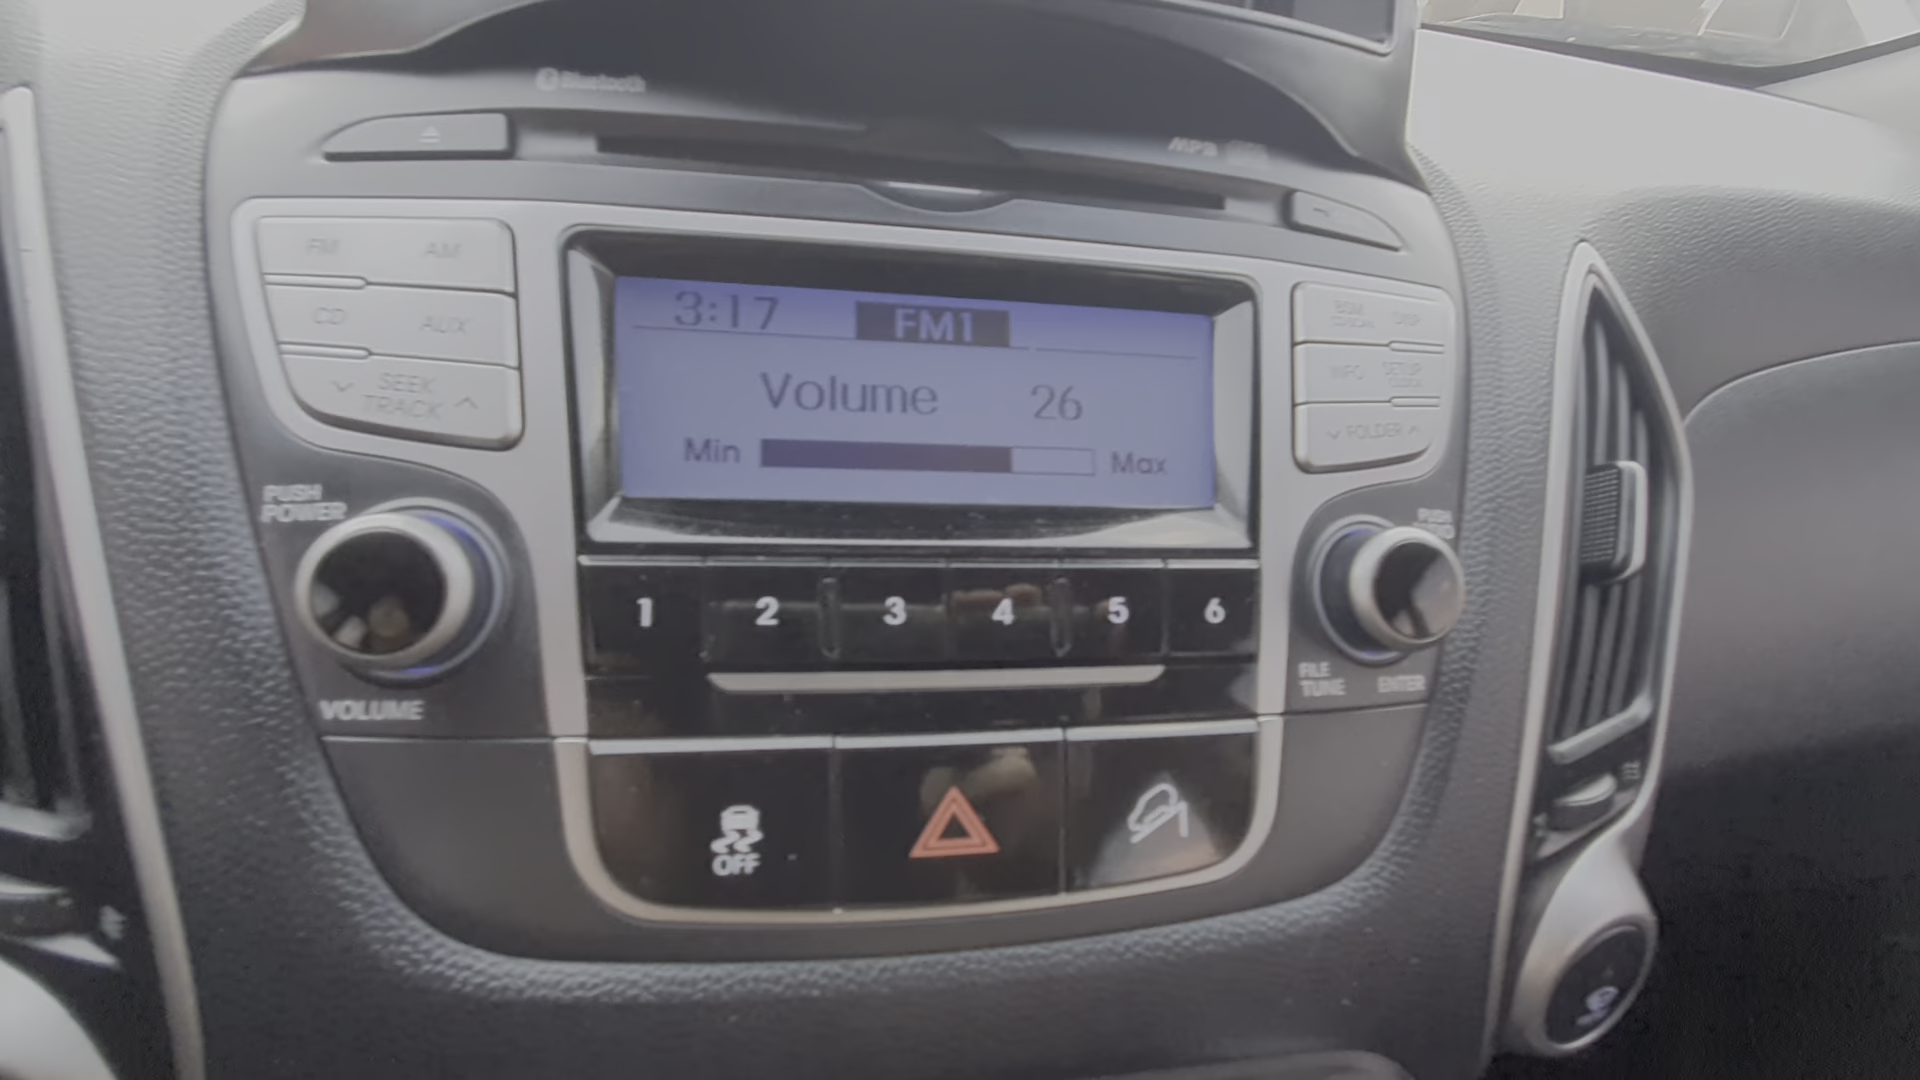 Bluetooth
MP3
FM AM
CD AUX
SEEK
TRACK
3:17 FM1
Volume 26
Min Max
DISP
INFO SETUP
CLOCK
FOLDER
PUSH
POWER
VOLUME
1 2 3 4 5 6
PUSH
FILE
TUNE ENTER
OFF